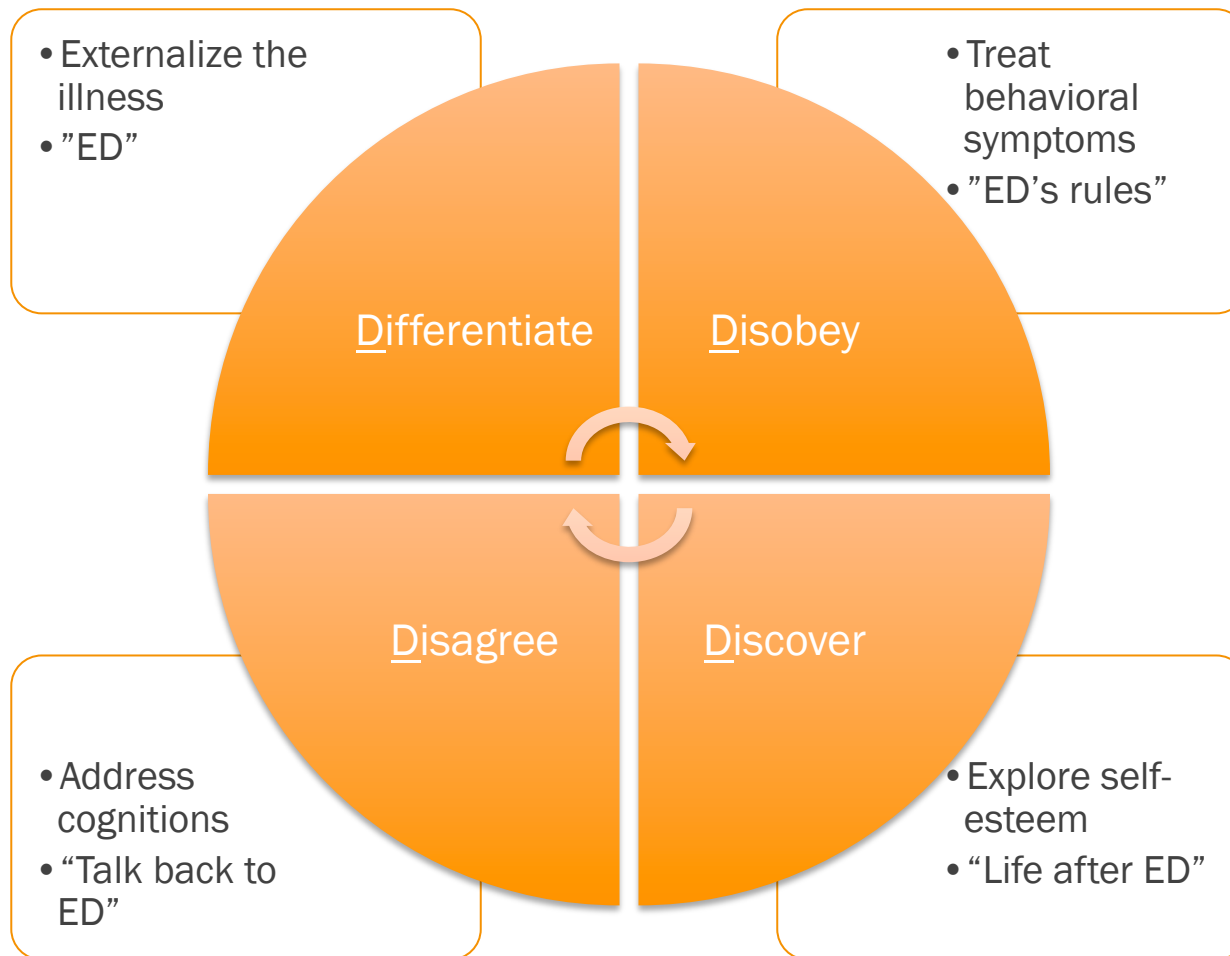 • Externalize the
illness
• ”ED”
• Treat
behavioral
symptoms
• ”ED’s rules”
Differentiate
Disobey
Disagree
Discover
• Address
cognitions
• “Talk back to
ED”
• Explore self-
esteem
• “Life after ED”